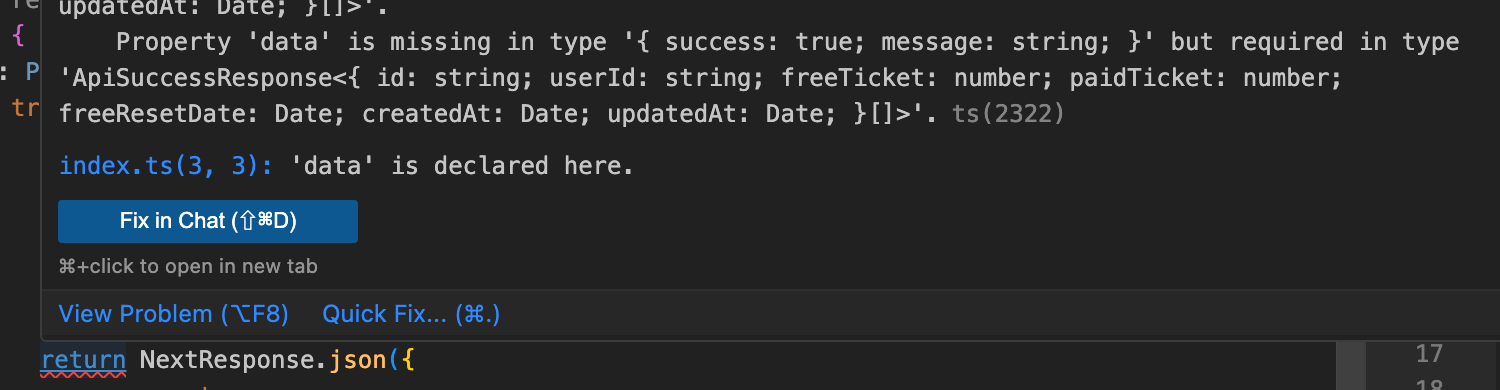 updatedAt: Date; }[]>'.
{
Property 'data' is missing in type '{ success: true; message: string; }' but required in type
: P
'ApiSuccessResponse<{ id: string; userId: string; freeTicket: number; paidTicket: number;
tr
freeResetDate: Date; createdAt: Date; updatedAt: Date; }[]>'. ts(2322)
index.ts(3, 3): 'data' is declared here.
Fix in Chat (⇧⌘D)
⌘+click to open in new tab
View Problem (⌥F8) Quick Fix... (⌘.)
return NextResponse.json({
17
18